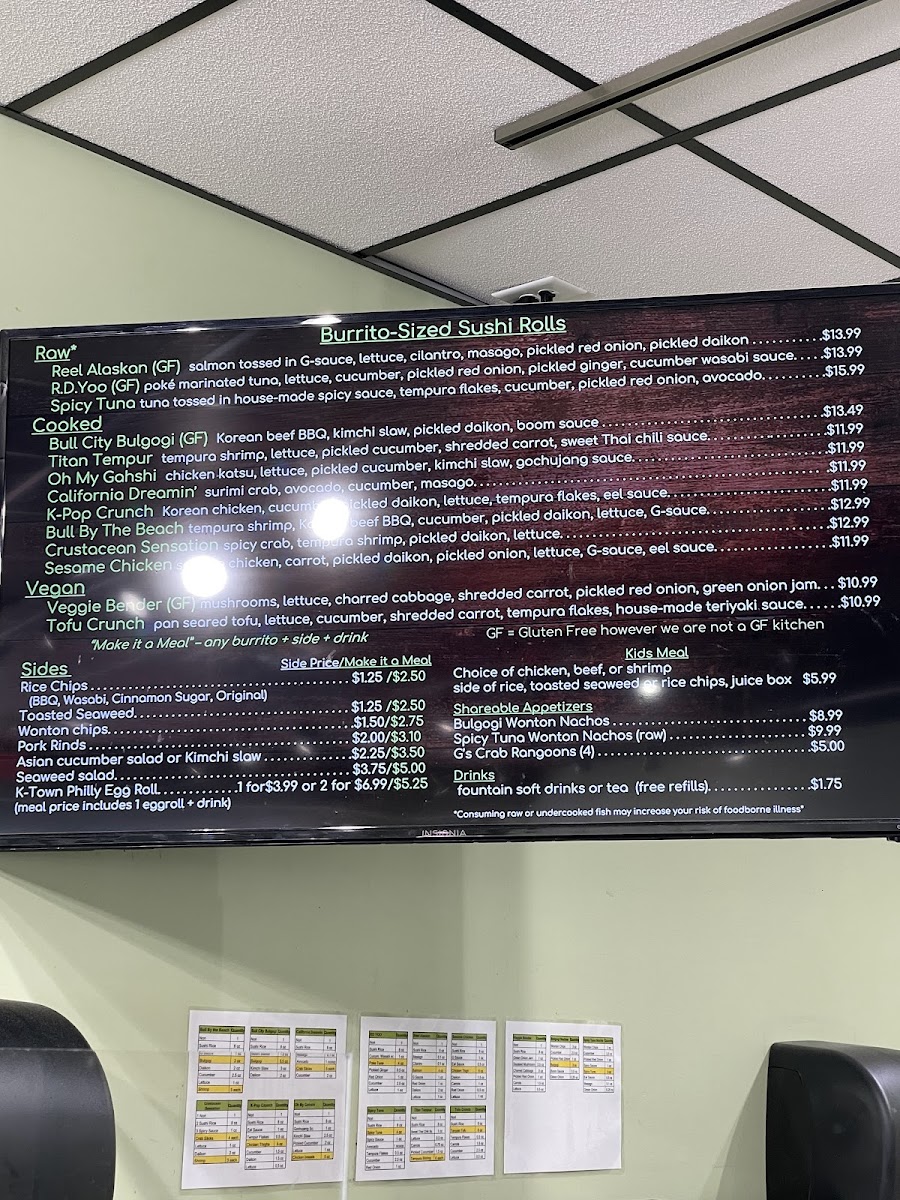 Burrito-Sized Sushi Rolls
Raw*
Reel Alaskan (GF) salmon tossed in G-sauce, lettuce, cilantro, masago, pickled red onion, pickled daikon ...........$13.99
R.D.Yoo (GF) poké marinated tuna, lettuce, cucumber, pickled red onion, pickled ginger, cucumber wasabi sauce.....$13.99
Spicy Tuna tuna tossed in house-made spicy sauce, tempura flakes, cucumber, pickled red onion, avocado..........$15.99
Cooked
Bull City Bulgogi (GF) Korean beef BBQ, kimchi slaw, pickled daikon, boom sauce ...............................$13.49
Titan Tempur tempura shrimp, lettuce, pickled cucumber, shredded carrot, sweet Thai chili sauce..................$11.99
Oh My Gahshi chicken katsu, lettuce, pickled cucumber, kimchi slaw, gochujang sauce.............................$11.99
California Dreamin' surimi crab, avocado, cucumber, masago..................................................$11.99
K-Pop Crunch Korean chicken, cucumber, pickled daikon, lettuce, tempura flakes, eel sauce.......................$11.99
Bull By The Beach tempura shrimp, beef BBQ, cucumber, pickled daikon, lettuce, G-sauce..................$12.99
Crustacean Sensation spicy crab, tempura shrimp, pickled daikon, lettuce.....................................$12.99
Sesame Chicken chicken, carrot, pickled daikon, pickled onion, lettuce, G-sauce, eel sauce.................$11.99
Vegan
Veggie Bender (GF) mushrooms, lettuce, charred cabbage, shredded carrot, pickled red onion, green onion jam...$10.99
Tofu Crunch pan seared tofu, lettuce, cucumber, shredded carrot, tempura flakes, house-made teriyaki sauce......$10.99
"Make it a Meal" - any burrito + side + drink
GF = Gluten Free however we are not a GF kitchen
Sides
Side Price/Make it a Meal
Rice Chips........................................$1.25 /$2.50
(BBQ, Wasabi, Cinnamon Sugar, Original)
Toasted Seaweed..................................$1.25 /$2.50
Wonton chips.....................................$1.50/$2.75
Pork Rinds.......................................$2.00/$3.10
Asian cucumber salad or Kimchi slaw ................$2.25/$3.50
Seaweed salad....................................$3.75/$5.00
K-Town Philly Egg Roll............1 for$3.99 or 2 for $6.99/$5.25
(meal price includes 1 eggroll + drink)
Kids Meal
Choice of chicken, beef, or shrimp
side of rice, toasted seaweed or rice chips, juice box $5.99
Shareable Appetizers
Bulgogi Wonton Nachos ..............................$8.99
Spicy Tuna Wonton Nachos (raw)......................$9.99
G's Crab Rangoons (4)................................$5.00
Drinks
fountain soft drinks or tea (free refills)................$1.75
*Consuming raw or undercooked fish may increase your risk of foodborne illness*
INSIGNIA